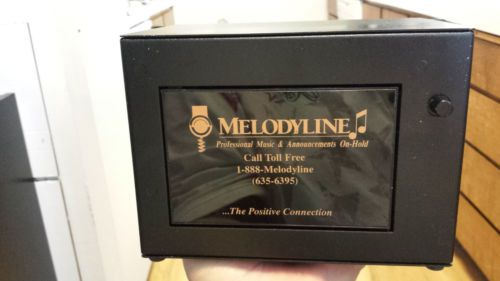 MELODYLINE
Professional Music & Announcements On-Hold
Call Toll Free
1-888-Melodyline
(635-6395)
...The Positive Connection